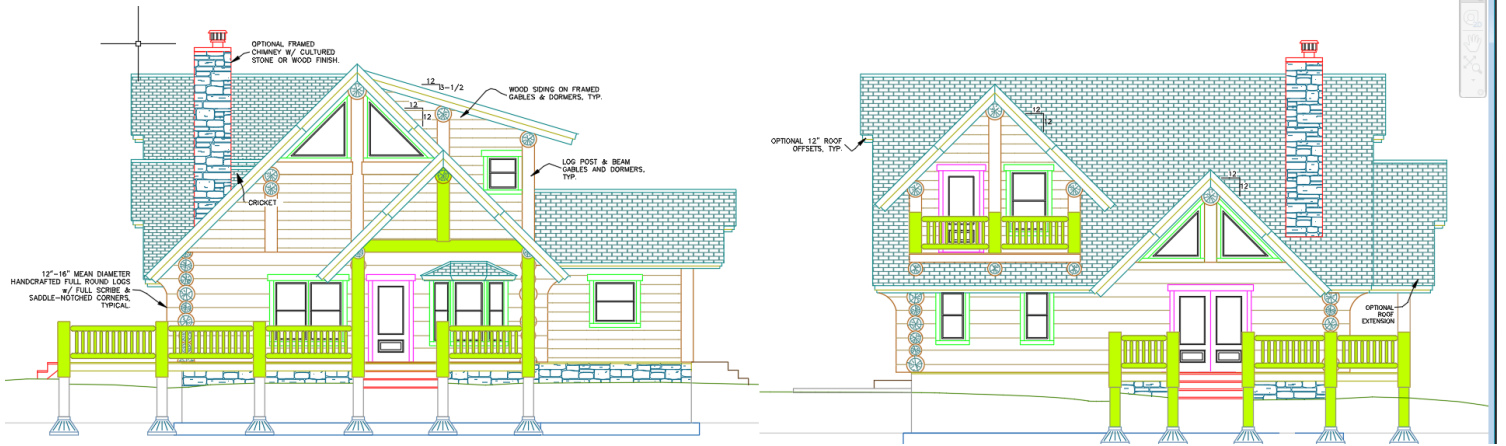 OPTIONAL FRAMED
CHIMNEY W/ CULTURED
STONE OR WOOD FINISH.
12
3-1/2
WOOD SIDING ON FRAMED
GABLES & DORMERS, TYP.
12
12
LOG POST & BEAM
GABLES AND DORMERS,
TYP.
CRICKET
12"-16" MEAN DIAMETER
HANDCRAFTED FULL ROUND LOGS
w/ FULL SCRIBE &
SADDLE-NOTCHED CORNERS,
TYPICAL.
12
12
OPTIONAL 12" ROOF
OFFSETS, TYP.
12
12
OPTIONAL
ROOF
EXTENSION